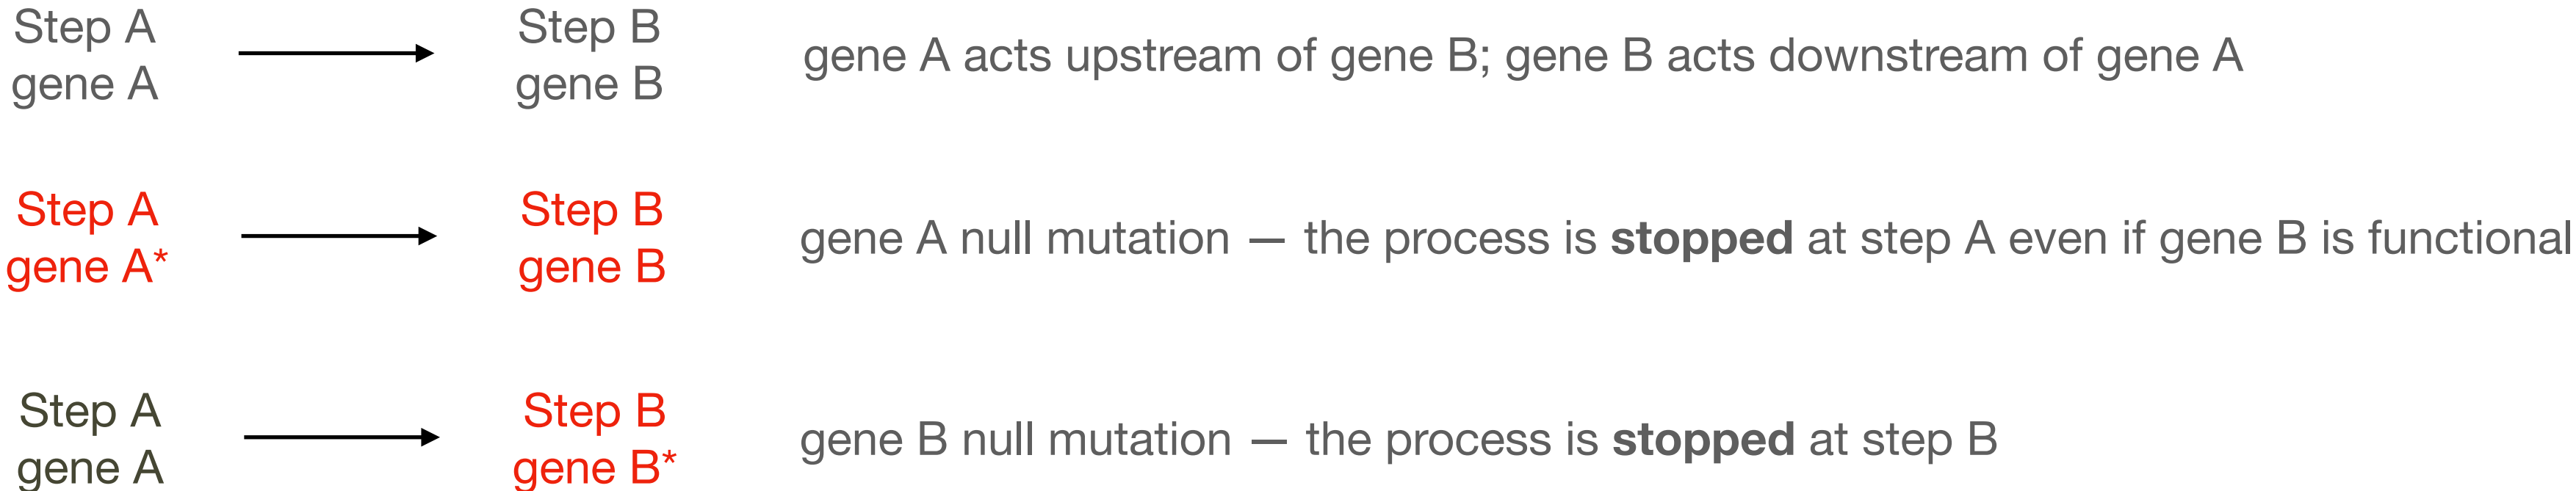 Step A
gene A
Step B
gene B
gene A acts upstream of gene B; gene B acts downstream of gene A
Step A
gene A*
Step B
gene B
gene A null mutation — the process is stopped at step A even if gene B is functional
Step A
gene A
Step B
gene B*
gene B null mutation — the process is stopped at step B